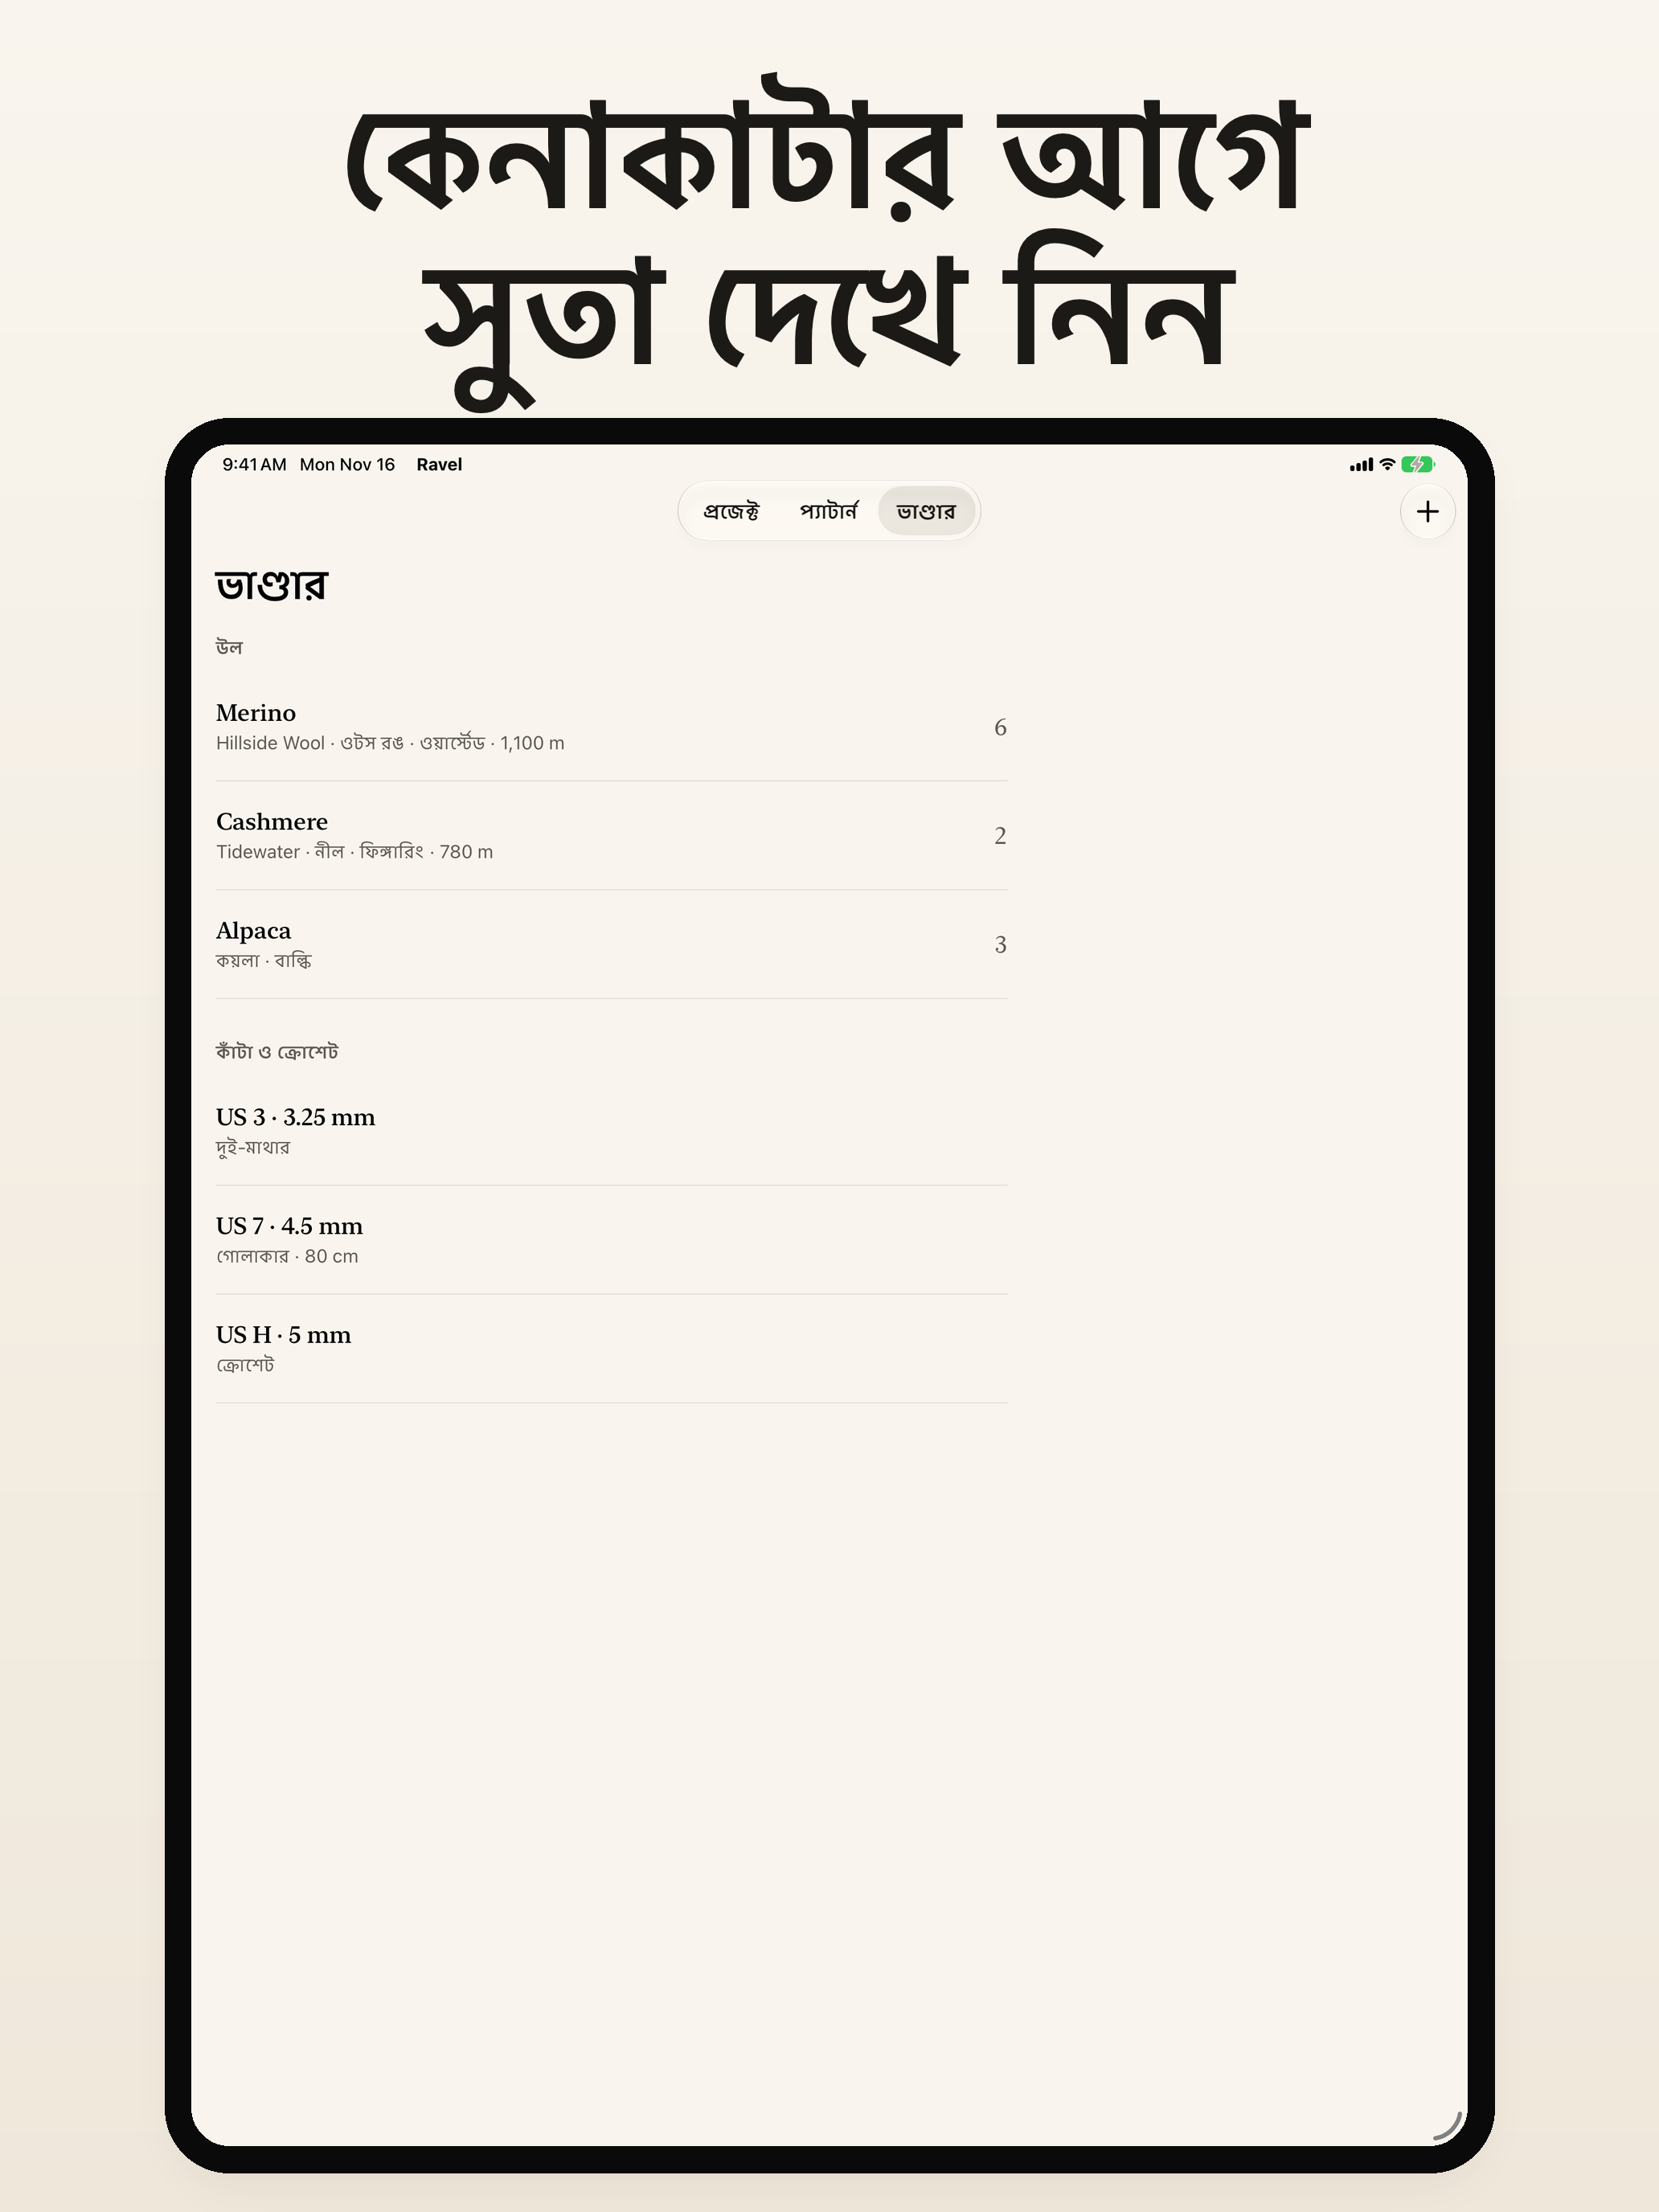 কেনাকাটার আগে
সুতা দেখে নিন
9:41 AM Mon Nov 16 Ravel
প্রজেক্ট প্যাটার্ন ভাণ্ডার
ভাণ্ডার
উল
Merino
6
Hillside Wool · ওটস রঙ · ওয়ার্স্টেড · 1,100 m
Cashmere
2
Tidewater · নীল · ফিঙ্গারিং · 780 m
Alpaca
3
কয়লা · বাল্কি
কাঁটা ও ক্রোশেট
US 3 · 3.25 mm
দুই-মাথার
US 7 · 4.5 mm
গোলাকার · 80 cm
US H · 5 mm
ক্রোশেট